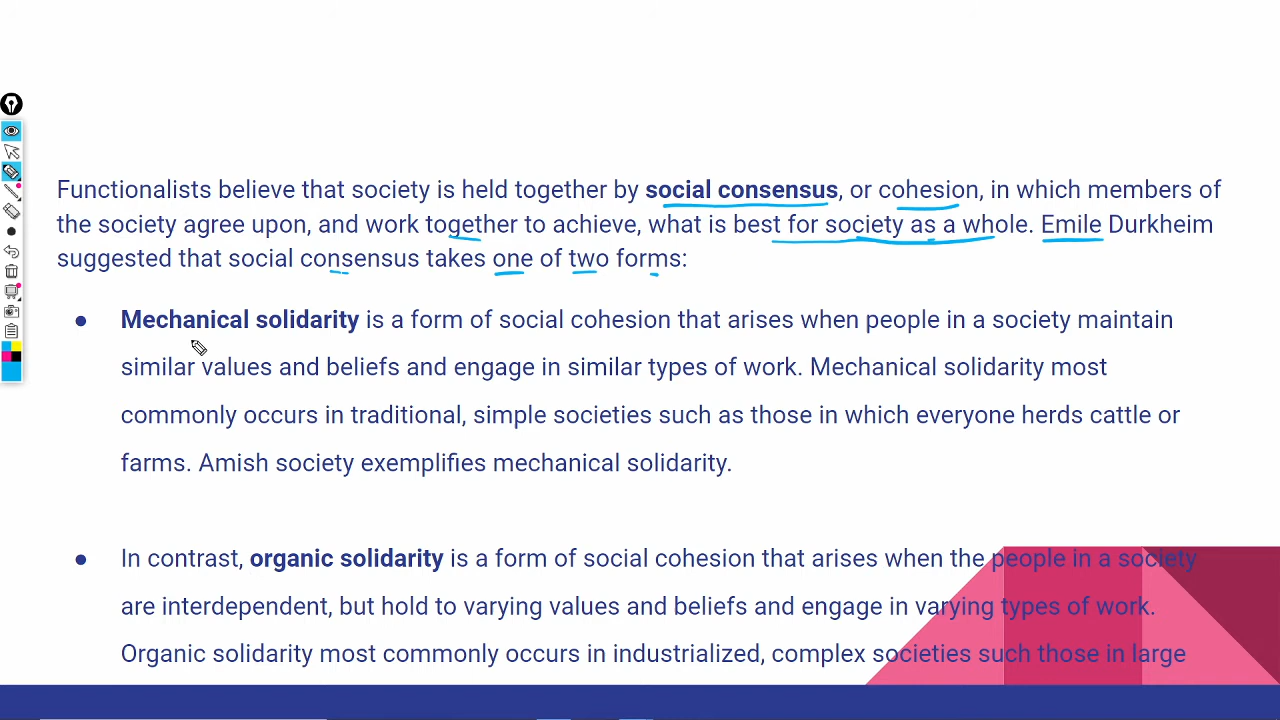 Functionalists believe that society is held together by social consensus, or cohesion, in which members of
the society agree upon, and work together to achieve, what is best for society as a whole. Emile Durkheim
suggested that social consensus takes one of two forms:
● Mechanical solidarity is a form of social cohesion that arises when people in a society maintain
similar values and beliefs and engage in similar types of work. Mechanical solidarity most
commonly occurs in traditional, simple societies such as those in which everyone herds cattle or
farms. Amish society exemplifies mechanical solidarity.
● In contrast, organic solidarity is a form of social cohesion that arises when the people in a society
are interdependent, but hold to varying values and beliefs and engage in varying types of work.
Organic solidarity most commonly occurs in industrialized, complex societies such those in large